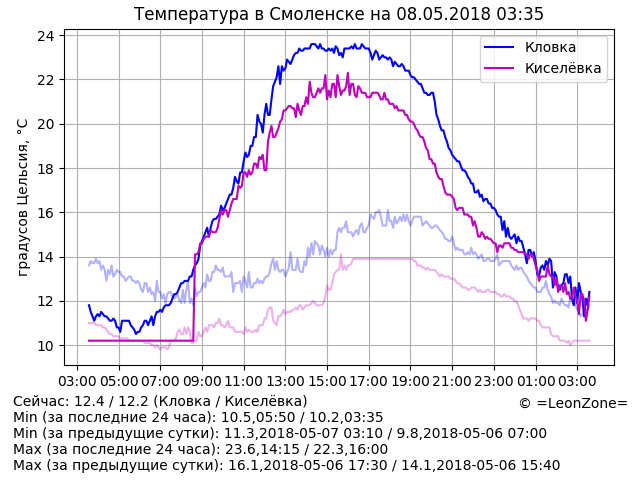 Температура в Смоленске на 08.05.2018 03:35
градусов Цельсия, °С
24
22
20
18
16
14
12
10
Кловка
Киселёвка
03:00 05:00 07:00 09:00 11:00 13:00 15:00 17:00 19:00 21:00 23:00 01:00 03:00
Сейчас: 12.4 / 12.2 (Кловка / Киселёвка)
© =LeonZone=
Min (за последние 24 часа): 10.5,05:50 / 10.2,03:35
Min (за предыдущие сутки): 11.3,2018-05-07 03:10 / 9.8,2018-05-06 07:00
Max (за последние 24 часа): 23.6,14:15 / 22.3,16:00
Max (за предыдущие сутки): 16.1,2018-05-06 17:30 / 14.1,2018-05-06 15:40